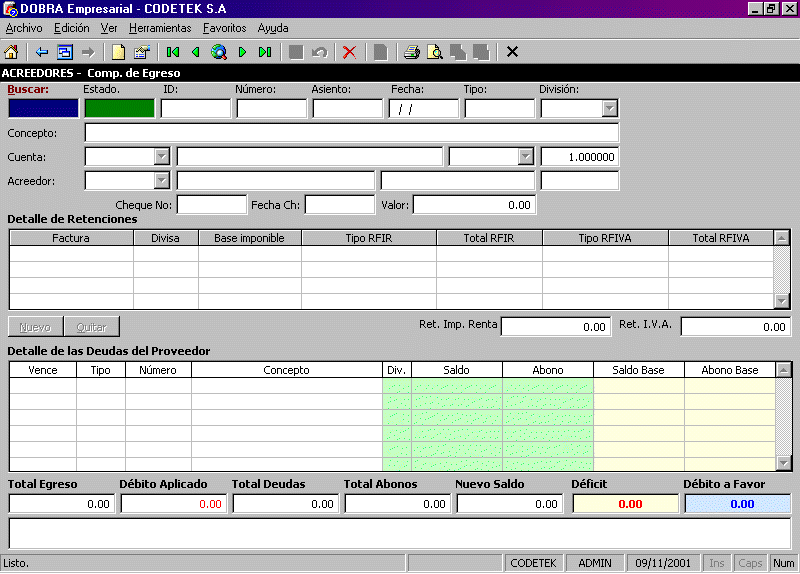 DOBRA Empresarial - CODETEK S.A
Archivo Edición Ver Herramientas Favoritos Ayuda
ACREEDORES - Comp. de Egreso
Buscar: Estado. ID: Número: Asiento: Fecha: Tipo: División:
/ /
Concepto:
Cuenta: 1.000000
Acreedor:
Cheque No: Fecha Ch: Valor: 0.00
Detalle de Retenciones
Factura Divisa Base imponible Tipo RFIR Total RFIR Tipo RFIVA Total RFIVA
Nuevo Quitar Ret. Imp. Renta 0.00 Ret. I.V.A. 0.00
Detalle de las Deudas del Proveedor
Vence Tipo Número Concepto Div. Saldo Abono Saldo Base Abono Base
Total Egreso Débito Aplicado Total Deudas Total Abonos Nuevo Saldo Déficit Débito a Favor
0.00 0.00 0.00 0.00 0.00 0.00 0.00
Listo. CODETEK ADMIN 09/11/2001 Ins Caps Num